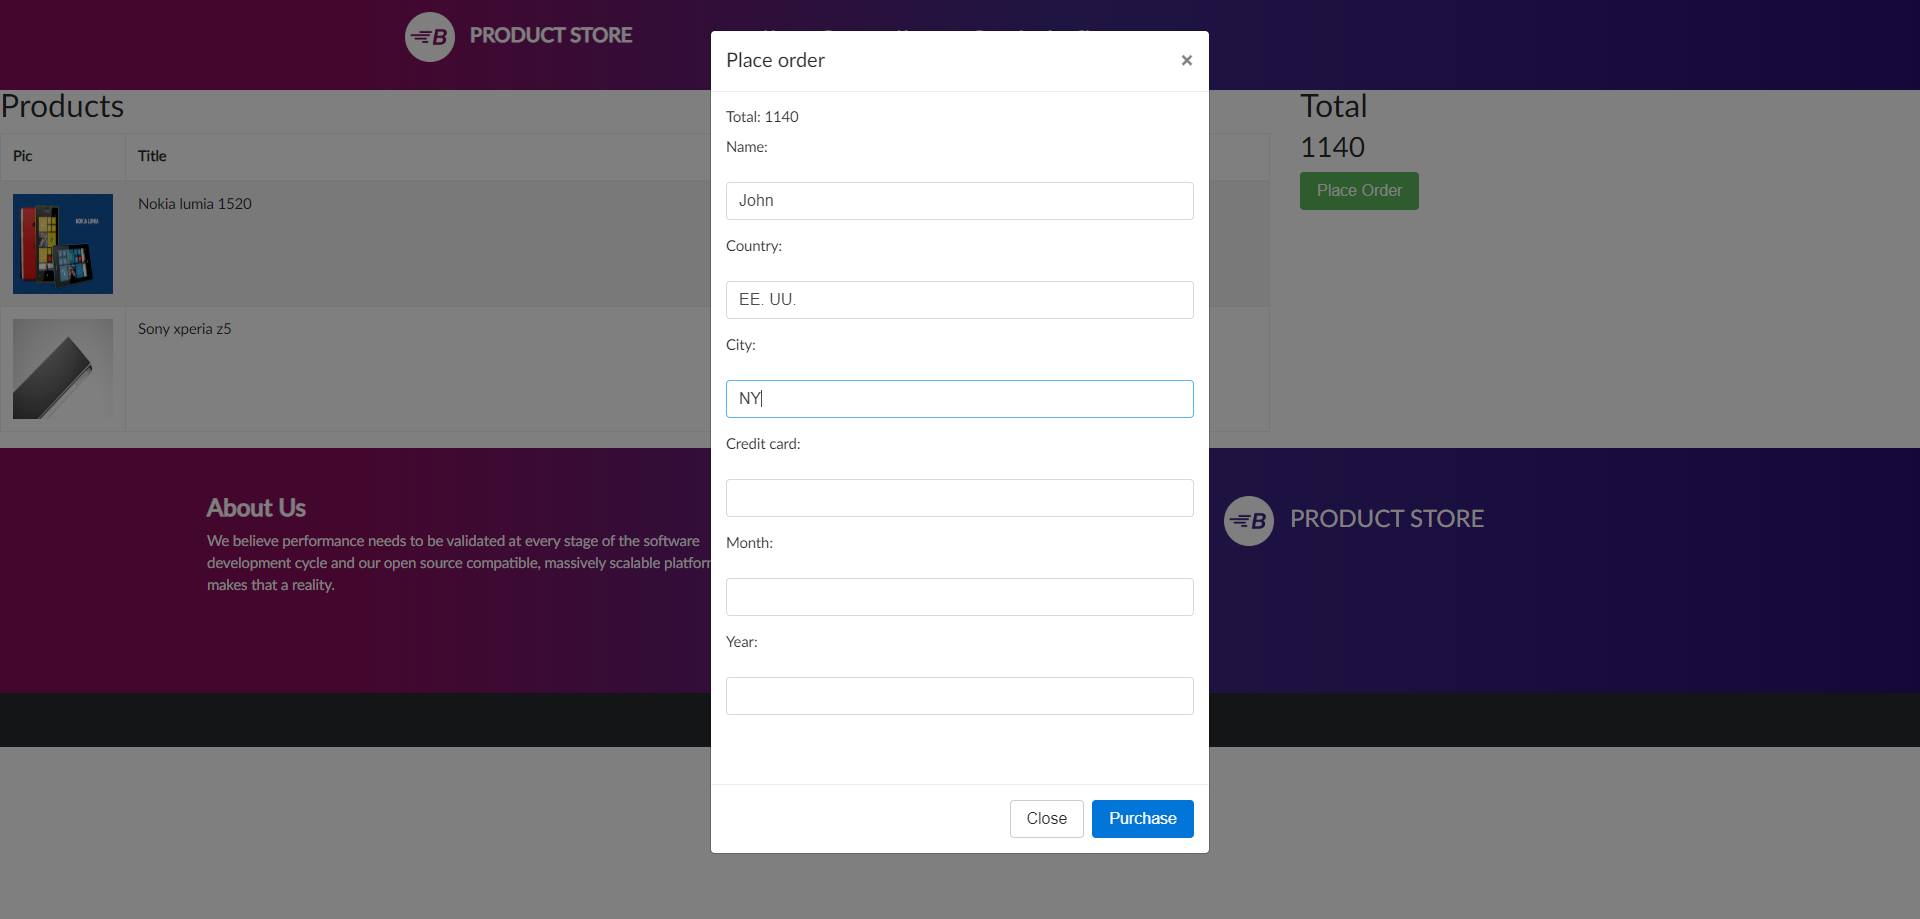 B PRODUCT STORE
Place order
×
Products
Total
Total: 1140
Name:
1140
Pic
Title
John
Place Order
Nokia lumia 1520
NOKIA LUMIA
Country:
EE. UU.
Sony xperia z5
City:
NY
Credit card:
About Us
B PRODUCT STORE
We believe performance needs to be validated at every stage of the software
development cycle and our open source compatible, massively scalable platfor
makes that a reality.
Month:
Year:
Close
Purchase